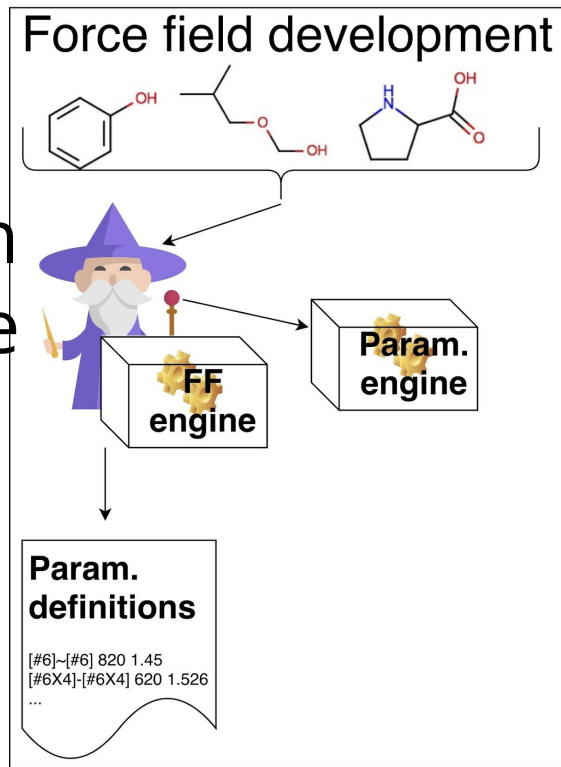 Force field development
OH
O
OH
H
N
OH
O
n
e
FF
engine
Param.
engine
Param.
definitions
[#6]~[#6] 820 1.45
[#6X4]-[#6X4] 620 1.526
...